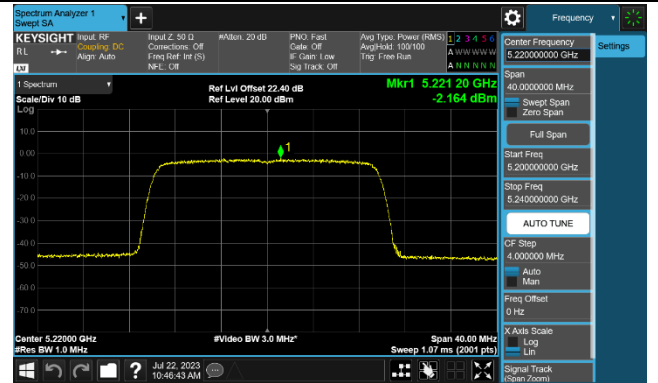 Spectrum Analyzer 1
Swept SA
+
Frequency
KEYSIGHT
RL
LXI
Input: RF
Coupling: DC
Align: Auto
Input Z: 50 Ω
Corrections: Off
Freq Ref: Int (S)
NFE: Off
#Atten: 20 dB
PNO: Fast
Gate: Off
IF Gain: Low
Sig Track: Off
Avg Type: Power (RMS)
Avg|Hold: 100/100
Trig: Free Run
1 2 3 4 5 6
A W W W W W
A N N N N N
1 Spectrum
Scale/Div 10 dB
Log
Ref Lvl Offset 22.40 dB
Ref Level 20.00 dBm
Mkr1 5.221 20 GHz
-2.164 dBm
1
10.0
0.00
-10.0
-20.0
-30.0
-40.0
-50.0
-60.0
-70.0
Center 5.22000 GHz
#Res BW 1.0 MHz
#Video BW 3.0 MHz*
Span 40.00 MHz
Sweep 1.07 ms (2001 pts)
Center Frequency
5.220000000 GHz
Settings
Span
40.0000000 MHz
Swept Span
Zero Span
Full Span
Start Freq
5.200000000 GHz
Stop Freq
5.240000000 GHz
AUTO TUNE
CF Step
4.000000 MHz
Auto
Man
Freq Offset
0 Hz
X Axis Scale
Log
Lin
Signal Track
(Span Zoom)
?
Jul 22, 2023
10:46:43 AM